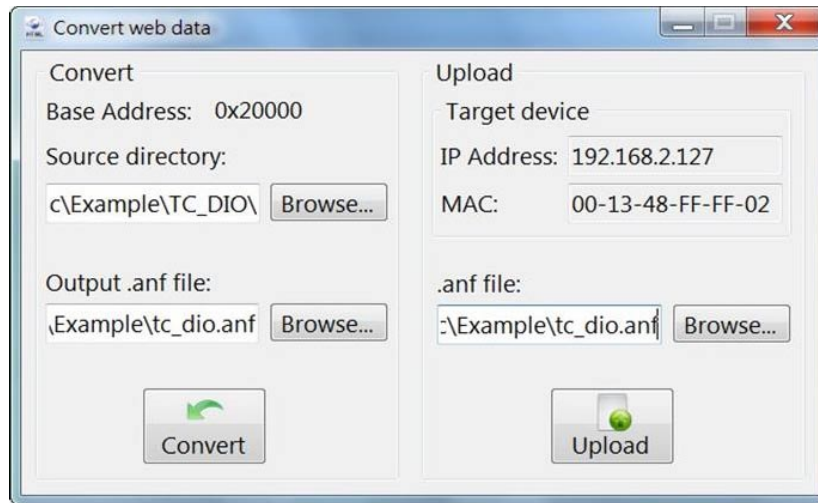 Convert web data
Convert
Base Address: 0x20000
Source directory:
c\Example\TC_DIO\ Browse...
Output .anf file:
\Example\tc_dio.anf Browse...
Convert
Upload
Target device
IP Address: 192.168.2.127
MAC: 00-13-48-FF-FF-02
.anf file:
:\Example\tc_dio.anf Browse...
Upload